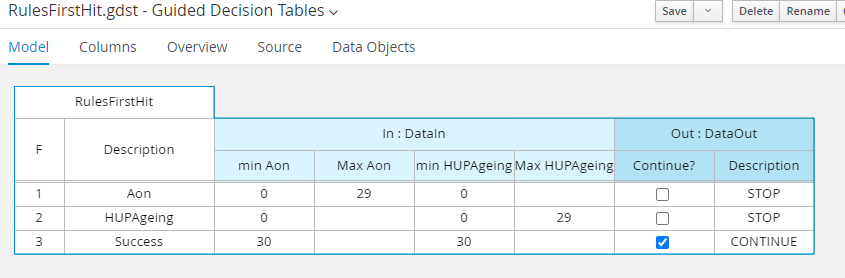 RulesFirstHit.gdst - Guided Decision Tables
Save Delete Rename
Model Columns Overview Source Data Objects
RulesFirstHit
F Description In : DataIn Out : DataOut
min Aon Max Aon min HUPAgeing Max HUPAgeing Continue? Description
1 Aon 0 29 0 STOP
2 HUPAgeing 0 0 29 STOP
3 Success 30 30 CONTINUE